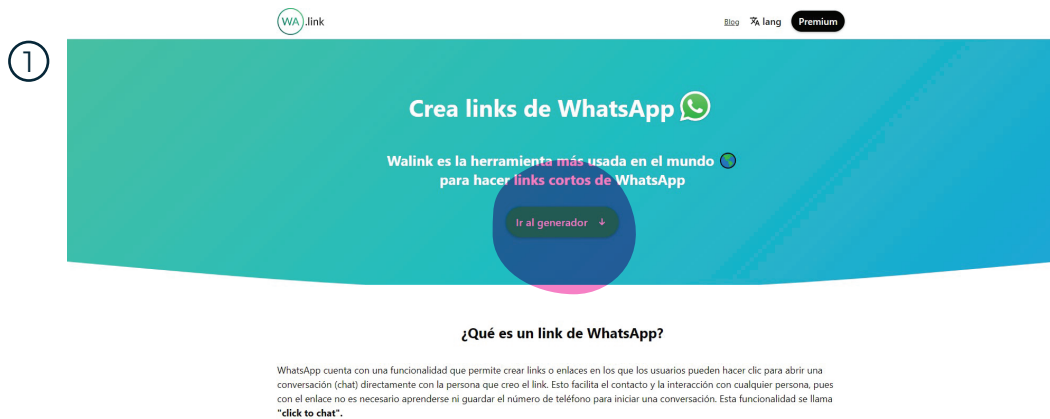 WA .link
Blog lang Premium
1
Crea links de WhatsApp
Walink es la herramienta más usada en el mundo
para hacer links cortos de WhatsApp
Ir al generador ↓
¿Qué es un link de WhatsApp?
WhatsApp cuenta con una funcionalidad que permite crear links o enlaces en los que los usuarios pueden hacer clic para abrir una
conversación (chat) directamente con la persona que creo el link. Esto facilita el contacto y la interacción con cualquier persona, pues
con el enlace no es necesario aprenderse ni guardar el número de teléfono para iniciar una conversación. Esta funcionalidad se llama
"click to chat".